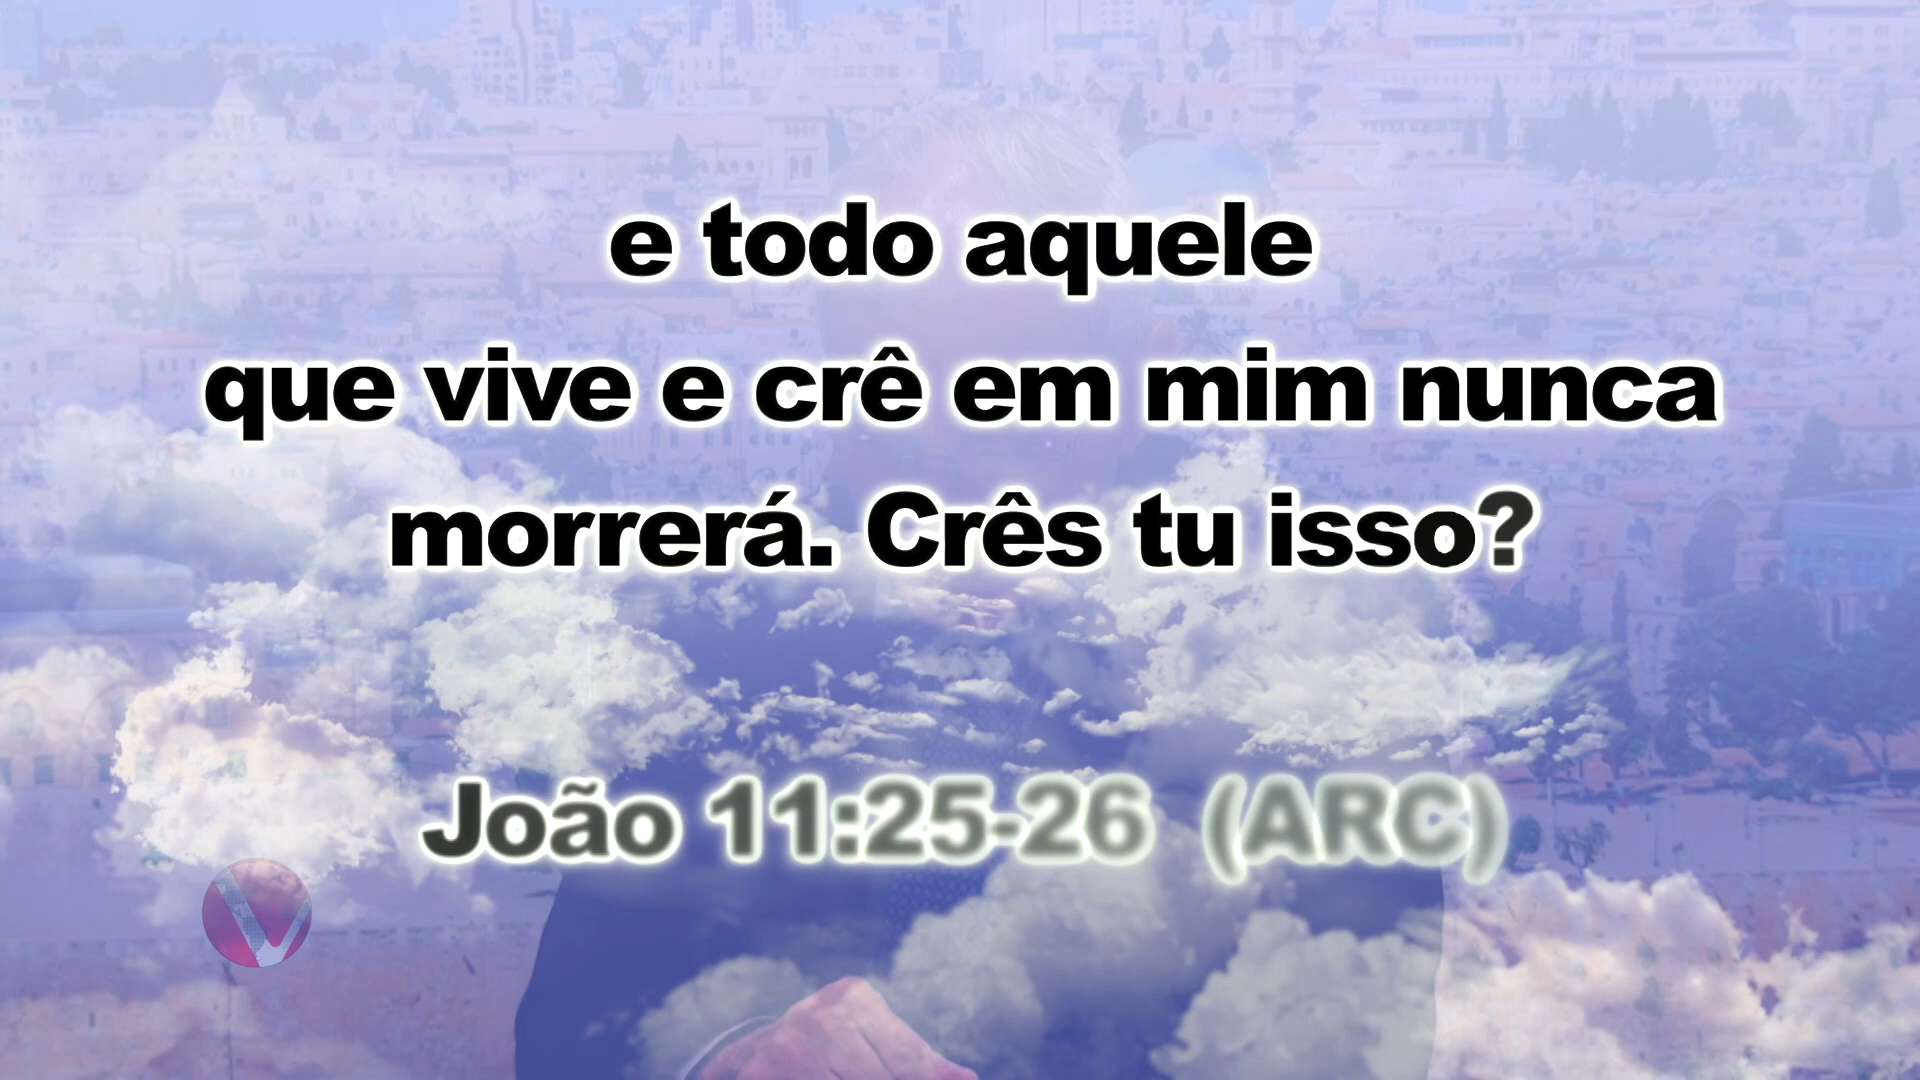 e todo aquele
que vive e crê em mim nunca
morrerá. Crês tu isso?
João 11:25-26 (ARC)